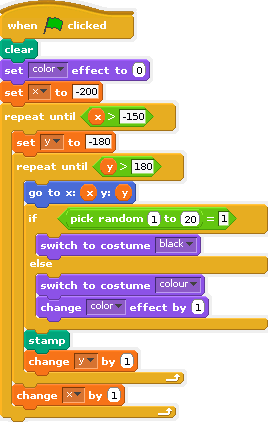 when clicked
clear
set color effect to 0
set x to -200
repeat until x > -150
set y to -180
repeat until y > 180
go to x: x y: y
if pick random 1 to 20 = 1
switch to costume black
else
switch to costume colour
change color effect by 1
stamp
change y by 1
change x by 1